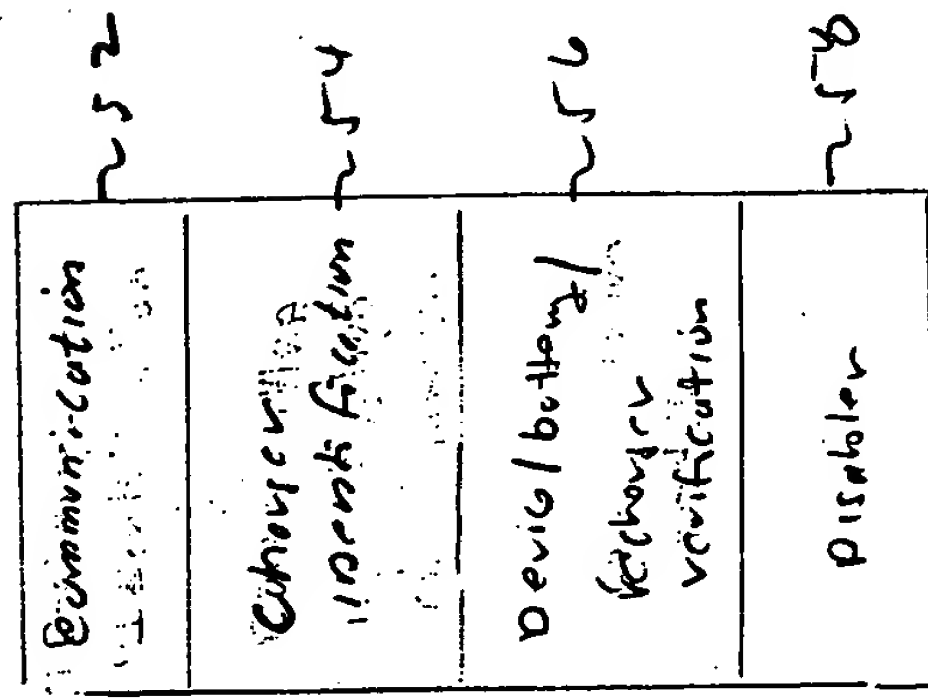 Communication
52
Charger
identification
54
Device/battery/
Recharger
verification
56
Disabler
58